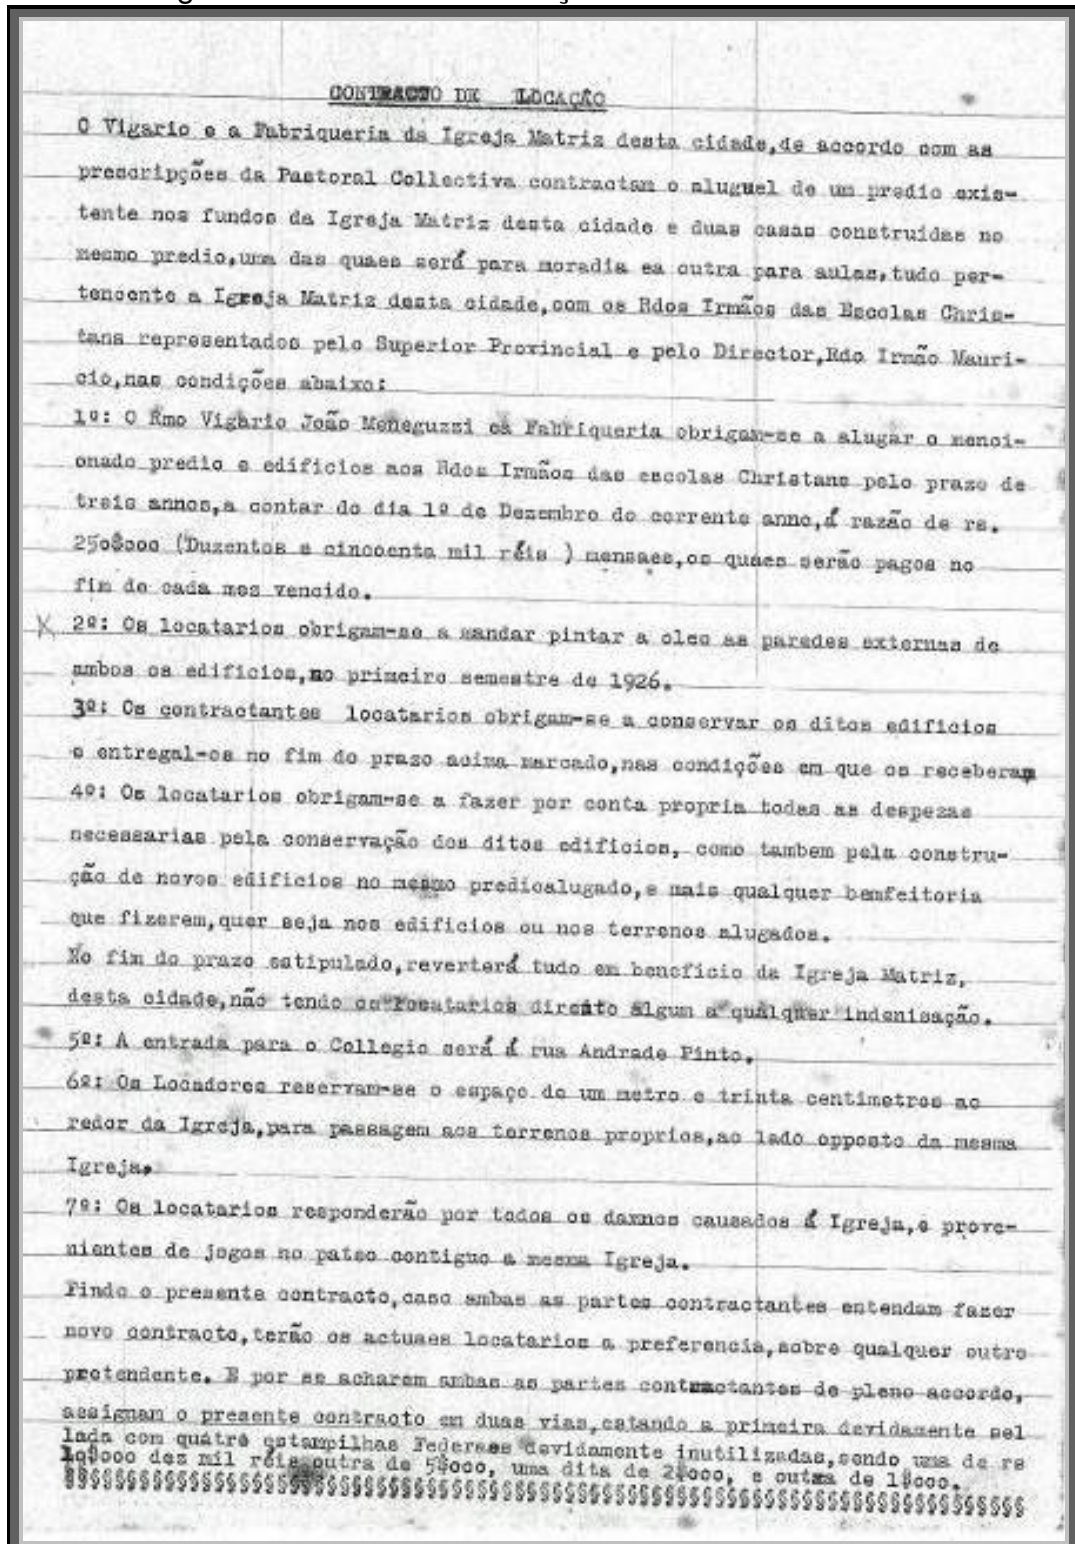 CONTRACTO DE LOCAÇÃO
O Vigario e a Fabriqueria da Igreja Matriz desta cidade,de accordo com as
prescripções da Pastoral Collectiva contractam o aluguel de um predio exis-
tente nos fundos da Igreja Matriz desta cidade e duas casas construidas no
mesmo predio,uma das quaes será para moradia ea outra para aulas,tudo per-
tencente a Igreja Matriz desta cidade,com os Rdos Irmãos das Escolas Chris-
tans representados pelo Superior Provincial e pelo Director,Rdo Irmão Mauri-
cio,nas condições abaixo:
1º: O Rmo Vigario João Meneguzzi ea Fabriqueria obrigam-se a alugar o menci-
onado predio e edificios aos Rdos Irmãos das escolas Christans pelo prazo de
treis annos,a contar do dia 1º de Dezembro do corrente anno,á razão de rs.
250$000 (Duzentos e cincoenta mil réis ) mensaes,os quaes serão pagos no
fim de cada mes vencido.
2º: Os locatarios obrigam-se a mandar pintar a oleo as paredes externas de
ambos os edificios,no primeiro semestre de 1926.
3º: Os contractantes locatarios obrigam-se a conservar os ditos edificios
e entregal-os no fim do prazo acima marcado,nas condições em que os receberam
4º: Os locatarios obrigam-se a fazer por conta propria todas as despezas
necessarias pela conservação dos ditos edificios, como tambem pela constru-
ção de novos edificios no mesmo predioalugado,e mais qualquer bemfeitoria
que fizerem,quer seja nos edificios ou nos terrenos alugados.
No fim do prazo estipulado,reverterá tudo em beneficio da Igreja Matriz,
desta cidade,não tendo os locatarios direito algum a qualquer indenisação.
5º: A entrada para o Collegio será á rua Andrade Pinto.
6º: Os Locadores reservam-se o espaço de um metro e trinta centimetros ao
redor da Igreja,para passagem aos terrenos proprios,ao lado opposto da mesma
Igreja.
7º: Os locatarios responderão por todos os damnos causados á Igreja,e prove-
nientes de jogos no pateo contiguo a mesma Igreja.
Findo o presente contracto,caso ambas as partes contractantes entendam fazer
novo contracto,terão os actuaes locatarios a preferencia,sobre qualquer outro
pretendente. E por se acharem ambas as partes contractantes de pleno accordo,
assignam o presente contracto em duas vias,estando a primeira devidamente sel
lada com quatro estampilhas Federaes devidamente inutilizadas,sendo uma de rs
10$000 dez mil réis outra de 5$000, uma dita de 2$000, e outra de 1$000.
§§§§§§§§§§§§§§§§§§§§§§§§§§§§§§§§§§§§§§§§§§§§§§§§§§§§§§§§§§§§§§§§§§§§§§§§§§§§§